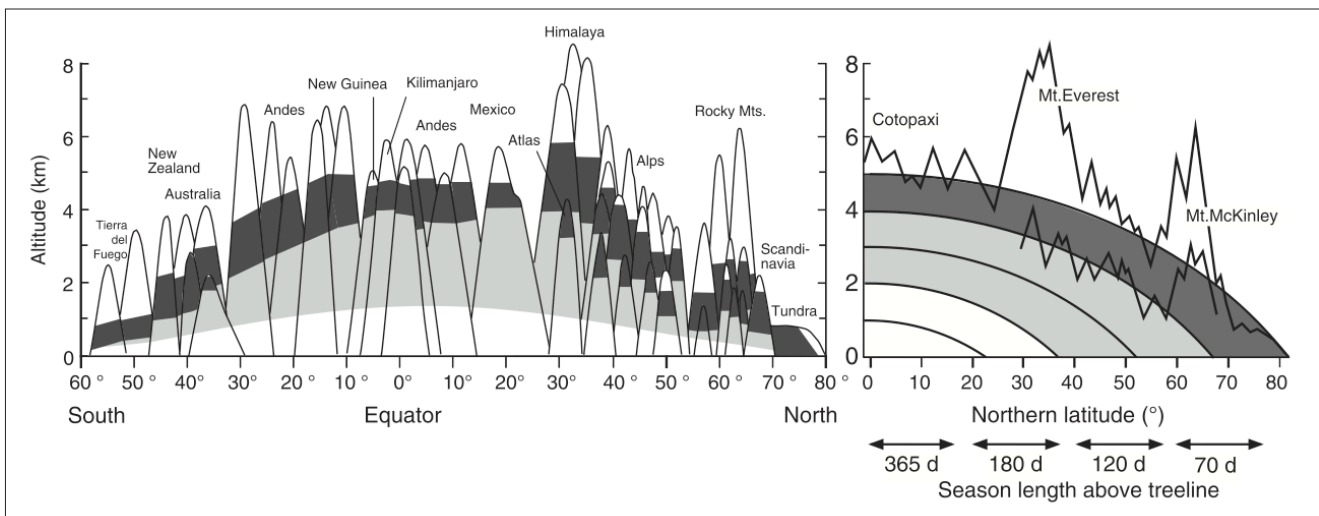 Himalaya
New Guinea
Kilimanjaro
Andes
Mexico
Andes
Rocky Mts.
Atlas
New
Zealand
Alps
Australia
Tierra
del
Fuego
Scandi-
navia
Tundra
Altitude (km)
8
6
4
2
0
60 ° 50 ° 40 ° 30 ° 20 ° 10 ° 0 ° 10 ° 20 ° 30 ° 40 ° 50 ° 60 ° 70 ° 80 °
South Equator North
Mt.Everest
Cotopaxi
Mt.McKinley
8
6
4
2
0
0 10 20 30 40 50 60 70 80
Northern latitude (°)
365 d 180 d 120 d 70 d
Season length above treeline